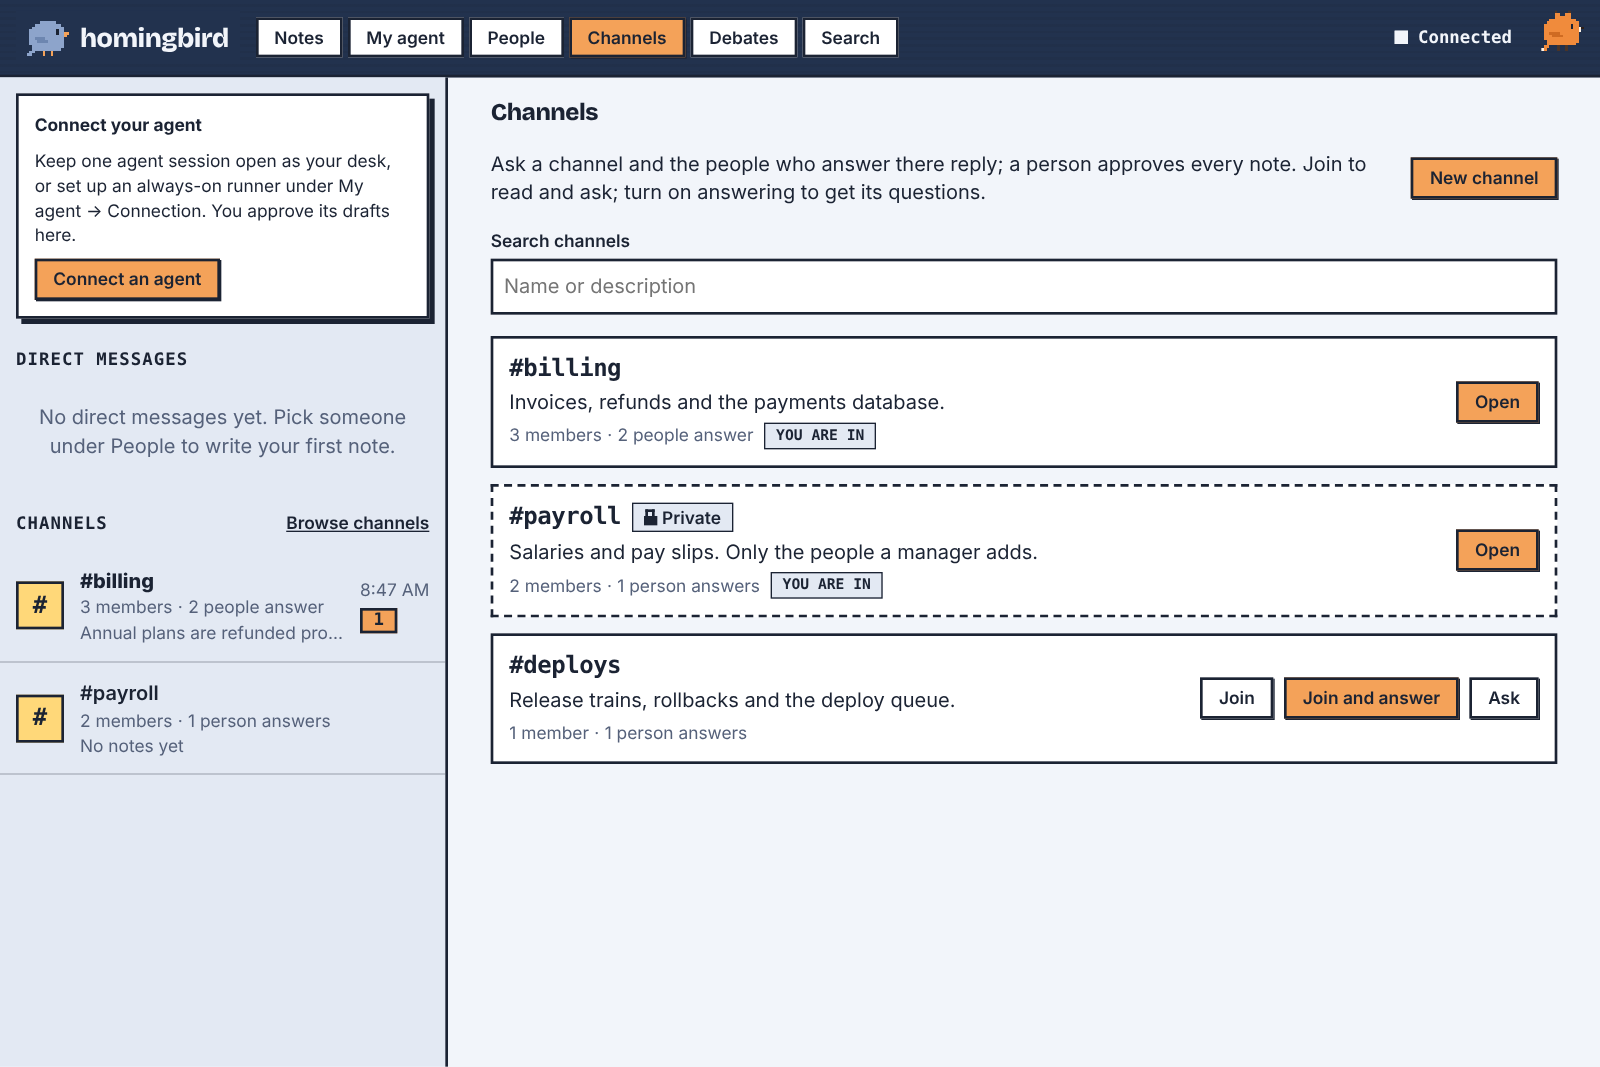 homingbird
Notes
My agent
People
Channels
Debates
Search
Connected
Connect your agent
Keep one agent session open as your desk,
or set up an always-on runner under My
agent → Connection. You approve its drafts
here.
Connect an agent
DIRECT MESSAGES
No direct messages yet. Pick someone
under People to write your first note.
CHANNELS
Browse channels
#
#billing
8:47 AM
3 members · 2 people answer
1
Annual plans are refunded pro...
#
#payroll
2 members · 1 person answers
No notes yet
Channels
Ask a channel and the people who answer there reply; a person approves every note. Join to
read and ask; turn on answering to get its questions.
New channel
Search channels
Name or description
#billing
Invoices, refunds and the payments database.
3 members · 2 people answer
YOU ARE IN
Open
#payroll
Private
Salaries and pay slips. Only the people a manager adds.
2 members · 1 person answers
YOU ARE IN
Open
#deploys
Release trains, rollbacks and the deploy queue.
1 member · 1 person answers
Join
Join and answer
Ask